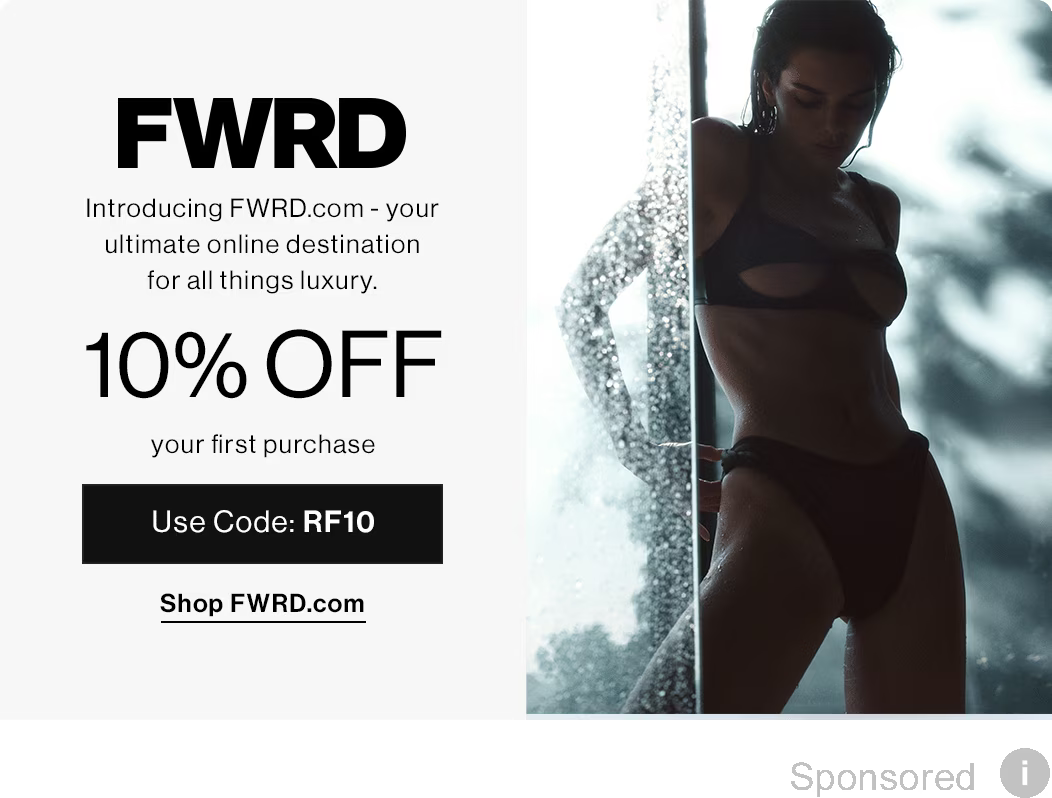 FWRD
Introducing FWRD.com - your
ultimate online destination
for all things luxury.
10% OFF
your first purchase
Use Code: RF10
Shop FWRD.com
Sponsored i